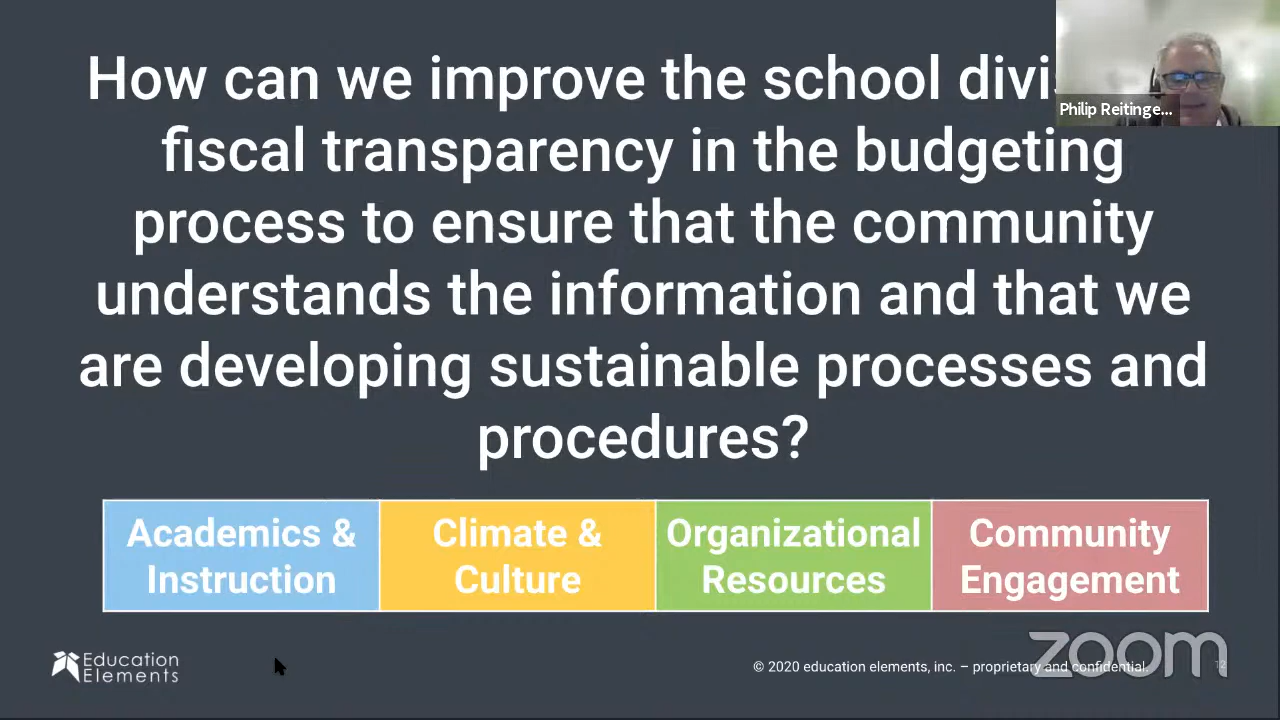 How can we improve the school
fiscal transparency in the budgeting
process to ensure that the community
understands the information and that we
are developing sustainable processes and
procedures?
Philip Reitinge...
Academics &
Instruction
Climate &
Culture
Organizational
Resources
Community
Engagement
Education
Elements
© 2020 education elements, inc. – proprietary and confidential.
12
zoom